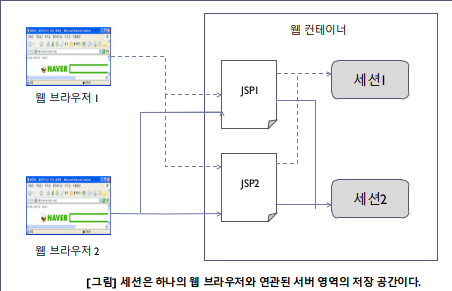 웹 컨테이너
NAVER
웹 브라우저 1
JSP1
세션1
JSP2
NAVER
세션2
웹 브라우저 2
[그림] 세션은 하나의 웹 브라우저와 연관된 서버 영역의 저장 공간이다.